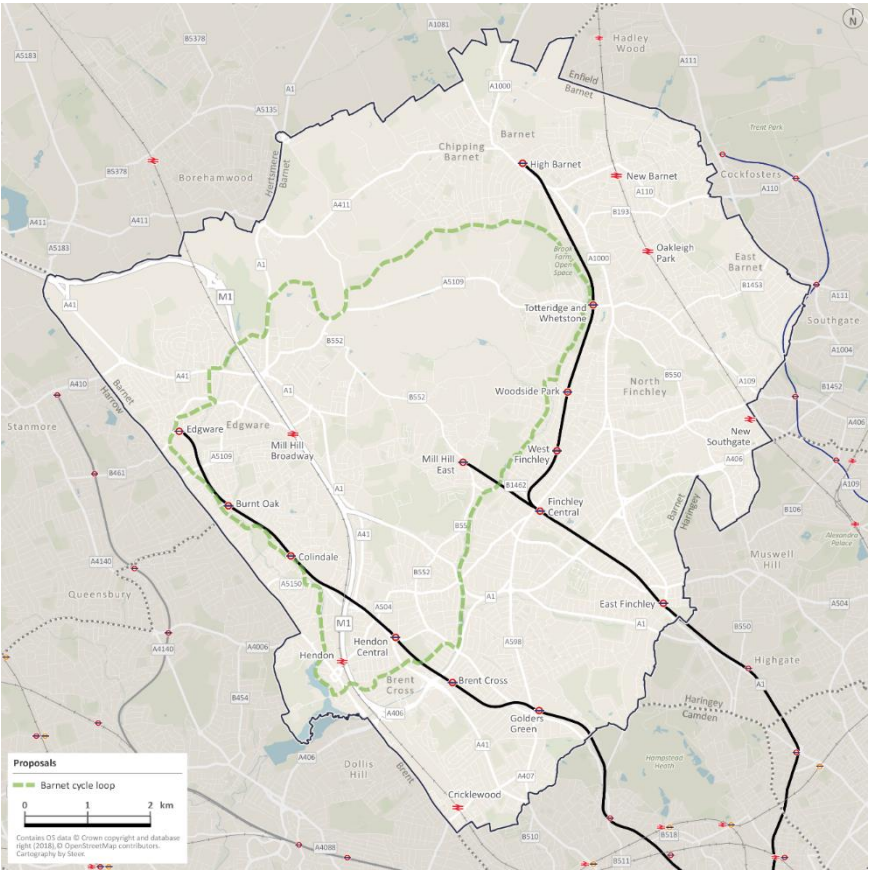 A1081
B5378
N
A5183
Hadley
Wood
A111
A1
A1000
Enfield
Barnet
A5135
Trent Park
Barnet
Chipping
Barnet
High Barnet
B5378
Borehamwood
Hertsmere
Barnet
New Barnet
A110
Cockfosters
A110
A411
A411
A411
B193
A5183
Brook
Farm
Open
Space
A1000
Oakleigh
Park
East
Barnet
A1
A5109
B1453
A41
M1
A111
Totteridge and
Whetstone
Southgate
B552
A1004
A41
B550
A410
Barnet
Harrow
A1
B552
Woodside Park
North
Finchley
A109
B1452
Stanmore
Edgware
Edgware
Mill Hill
Broadway
New
Southgate
A406
A5109
Mill Hill
East
West
Finchley
A406
B461
B1462
A109
Burnt Oak
A1
Finchley
Central
Barnet
Haringey
B106
A41
B55
Alexandra
Palace
Colindale
Muswell
Hill
A4140
A5150
B552
Queensbury
A1
East Finchley
A504
A504
M1
A1
A4140
A4006
Hendon
Central
A598
B550
Hendon
Highgate
Brent
Cross
Brent Cross
A1
B454
A406
Golders
Green
Haringey
Camden
A41
A406
Dollis
Hill
Brent
Hampstead
Heath
A407
Cricklewood
B510
B518
A4088
B511
Proposals
Barnet cycle loop
0 1 2 km
Contains OS data © Crown copyright and database
right (2018), © OpenStreetMap contributors.
Cartography by Steer.